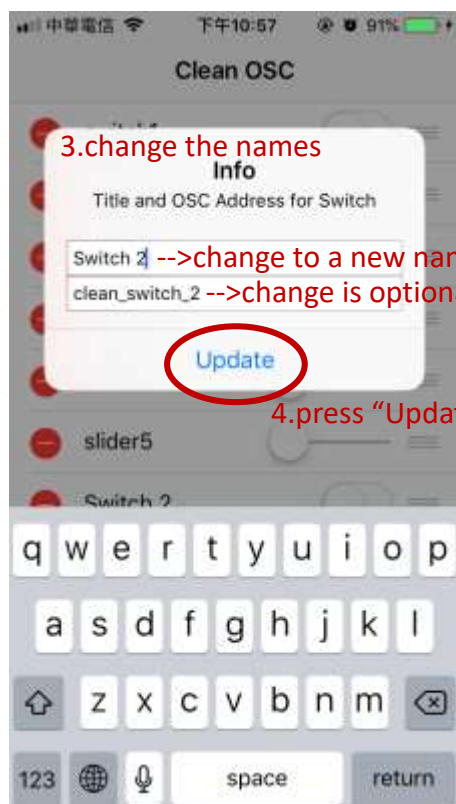 中華電信 下午10:57 91%
Clean OSC
3.change the names
Info
Title and OSC Address for Switch
Switch 2 -->change to a new nam
clean_switch_2 -->change is optiona
Update
4.press “Updat
slider5
Switch 2
q w e r t y u i o p
a s d f g h j k l
z x c v b n m
123 space return